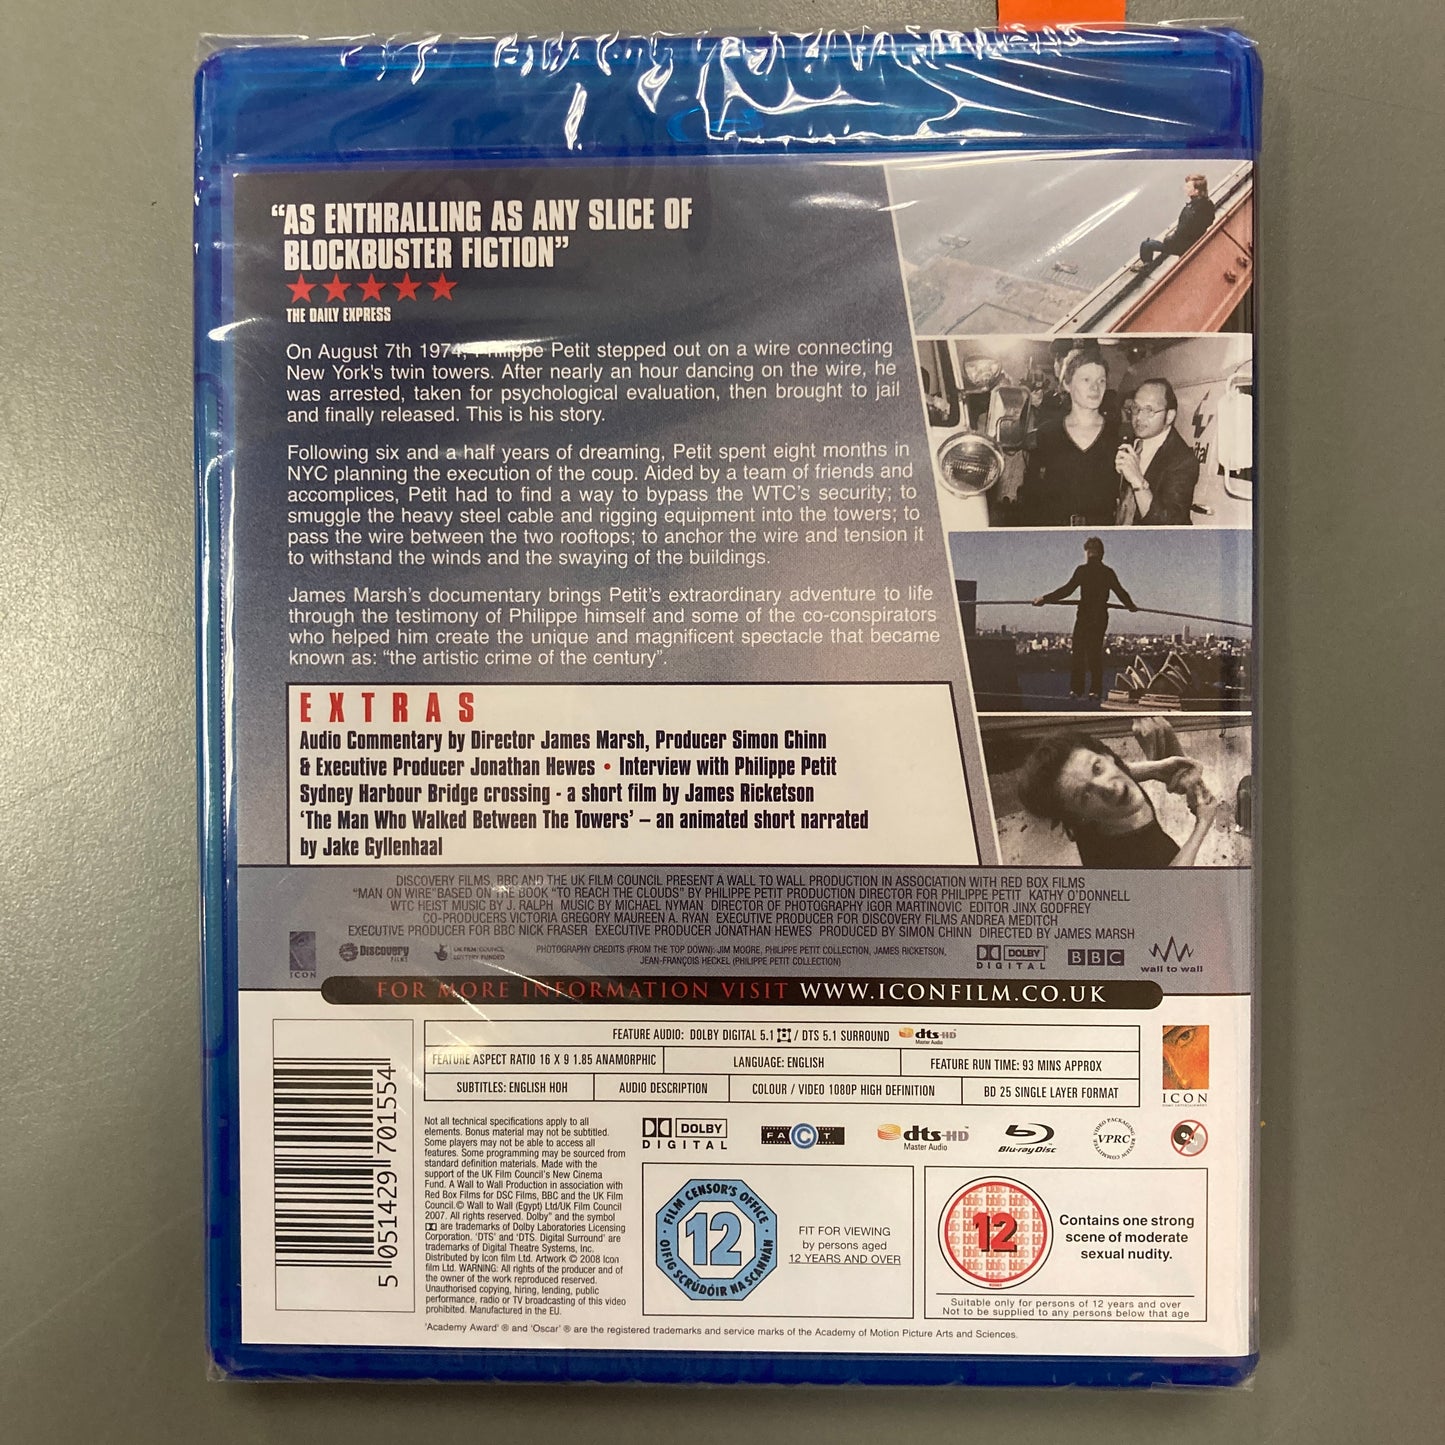 "AS ENTHRALLING AS ANY SLICE OF
BLOCKBUSTER FICTION"
THE DAILY EXPRESS
On August 7th 1974, Philippe Petit stepped out on a wire connecting
New York's twin towers. After nearly an hour dancing on the wire, he
was arrested, taken for psychological evaluation, then brought to jail
and finally released. This is his story.
Following six and a half years of dreaming, Petit spent eight months in
NYC planning the execution of the coup. Aided by a team of friends and
accomplices, Petit had to find a way to bypass the WTC's security; to
smuggle the heavy steel cable and rigging equipment into the towers; to
pass the wire between the two rooftops; to anchor the wire and tension it
to withstand the winds and the swaying of the buildings.
James Marsh's documentary brings Petit's extraordinary adventure to life
through the testimony of Philippe himself and some of the co-conspirators
who helped him create the unique and magnificent spectacle that became
known as: "the artistic crime of the century".
EXTRAS
Audio Commentary by Director James Marsh, Producer Simon Chinn
& Executive Producer Jonathan Hewes • Interview with Philippe Petit
Sydney Harbour Bridge crossing - a short film by James Ricketson
'The Man Who Walked Between The Towers' – an animated short narrated
by Jake Gyllenhaal
DISCOVERY FILMS, BBC AND THE UK FILM COUNCIL PRESENT A WALL TO WALL PRODUCTION IN ASSOCIATION WITH RED BOX FILMS
"MAN ON WIRE" BASED ON THE BOOK "TO REACH THE CLOUDS" BY PHILIPPE PETIT PRODUCTION DIRECTOR FOR PHILIPPE PETIT KATHY O'DONNELL
WTC HEIST MUSIC BY J. RALPH MUSIC BY MICHAEL NYMAN DIRECTOR OF PHOTOGRAPHY IGOR MARTINOVIC EDITOR JINX GODFREY
CO-PRODUCERS VICTORIA GREGORY MAUREEN A. RYAN EXECUTIVE PRODUCER FOR DISCOVERY FILMS ANDREA MEDITCH
EXECUTIVE PRODUCER FOR BBC NICK FRASER EXECUTIVE PRODUCER JONATHAN HEWES PRODUCED BY SIMON CHINN DIRECTED BY JAMES MARSH
ICON
Discovery FILMS
UK FILM COUNCIL
LOTTERY FUNDED
PHOTOGRAPHY CREDITS (FROM THE TOP DOWN): JIM MOORE, PHILIPPE PETIT COLLECTION, JAMES RICKETSON,
JEAN-FRANÇOIS HECKEL (PHILIPPE PETIT COLLECTION)
DOLBY
DIGITAL
BBC
wall to wall
FOR MORE INFORMATION VISIT WWW.ICONFILM.CO.UK
FEATURE AUDIO: DOLBY DIGITAL 5.1 / DTS 5.1 SURROUND dts-HD Master Audio
FEATURE ASPECT RATIO 16 X 9 1.85 ANAMORPHIC
LANGUAGE: ENGLISH
FEATURE RUN TIME: 93 MINS APPROX
SUBTITLES: ENGLISH HOH
AUDIO DESCRIPTION
COLOUR / VIDEO 1080P HIGH DEFINITION
BD 25 SINGLE LAYER FORMAT
ICON
HOME ENTERTAINMENT
5 051429 701554
Not all technical specifications apply to all
elements. Bonus material may not be subtitled.
Some players may not be able to access all
features. Some programming may be sourced from
standard definition materials. Made with the
support of the UK Film Council's New Cinema
Fund. A Wall to Wall Production in association with
Red Box Films for DSC Films, BBC and the UK Film
Council.© Wall to Wall (Egypt) Ltd/UK Film Council
2007. All rights reserved. Dolby" and the symbol
are trademarks of Dolby Laboratories Licensing
Corporation. 'DTS' and 'DTS. Digital Surround' are
trademarks of Digital Theatre Systems, Inc.
Distributed by Icon film Ltd. Artwork © 2008 Icon
film Ltd. WARNING: All rights of the producer and of
the owner of the work reproduced reserved.
Unauthorised copying, hiring, lending, public
performance, radio or TV broadcasting of this video
prohibited. Manufactured in the EU.
DOLBY
DIGITAL
FACT
dts-HD
Master Audio
Blu-ray Disc
VIDEO PACKAGING REVIEW COMMITTEE
VPRC
FILM CENSOR'S OFFICE
12
OIFIG SCRÚDÓIR NA SCANNÁN
FIT FOR VIEWING
by persons aged
12 YEARS AND OVER
12
Contains one strong
scene of moderate
sexual nudity.
Suitable only for persons of 12 years and over
Not to be supplied to any persons below that age
'Academy Award' ® and 'Oscar' ® are the registered trademarks and service marks of the Academy of Motion Picture Arts and Sciences.